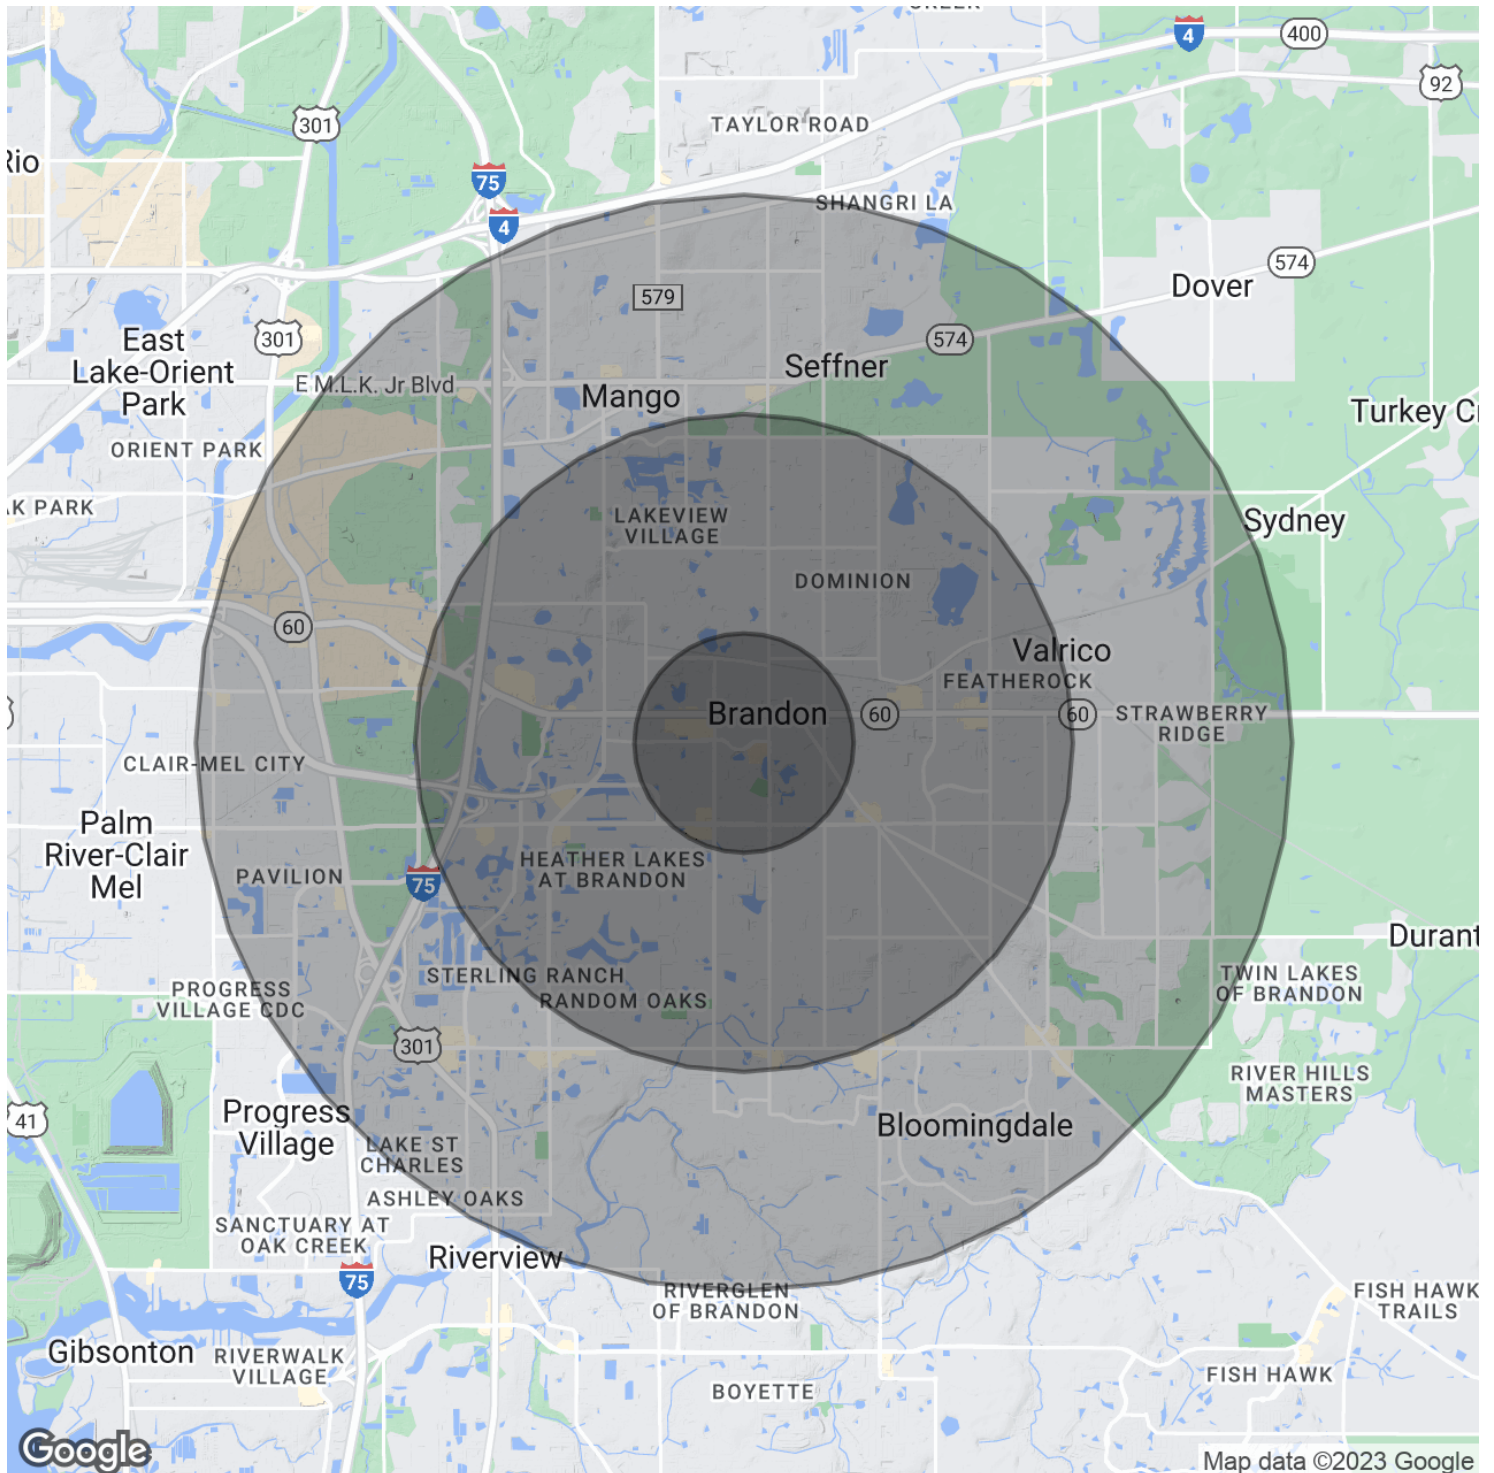 4
400
92
301
TAYLOR ROAD
Rio
75
4
SHANGRI LA
574
Dover
579
301
East
Lake-Orient
Park
574
Seffner
E M.L.K. Jr Blvd
Mango
Turkey
ORIENT PARK
AK PARK
LAKEVIEW
VILLAGE
Sydney
DOMINION
60
Valrico
FEATHEROCK
Brandon
60
60
STRAWBERRY
RIDGE
CLAIR-MEL CITY
Palm
River-Clair
Mel
HEATHER LAKES
AT BRANDON
PAVILION
75
Durant
STERLING RANCH
RANDOM OAKS
TWIN LAKES
OF BRANDON
PROGRESS
VILLAGE CDC
301
RIVER HILLS
MASTERS
41
Progress
Village
Bloomingdale
LAKE ST
CHARLES
ASHLEY OAKS
SANCTUARY AT
OAK CREEK
Riverview
75
RIVERGLEN
OF BRANDON
FISH HAWK
TRAILS
Gibsonton
RIVERWALK
VILLAGE
FISH HAWK
BOYETTE
Google
Map data ©2023 Google